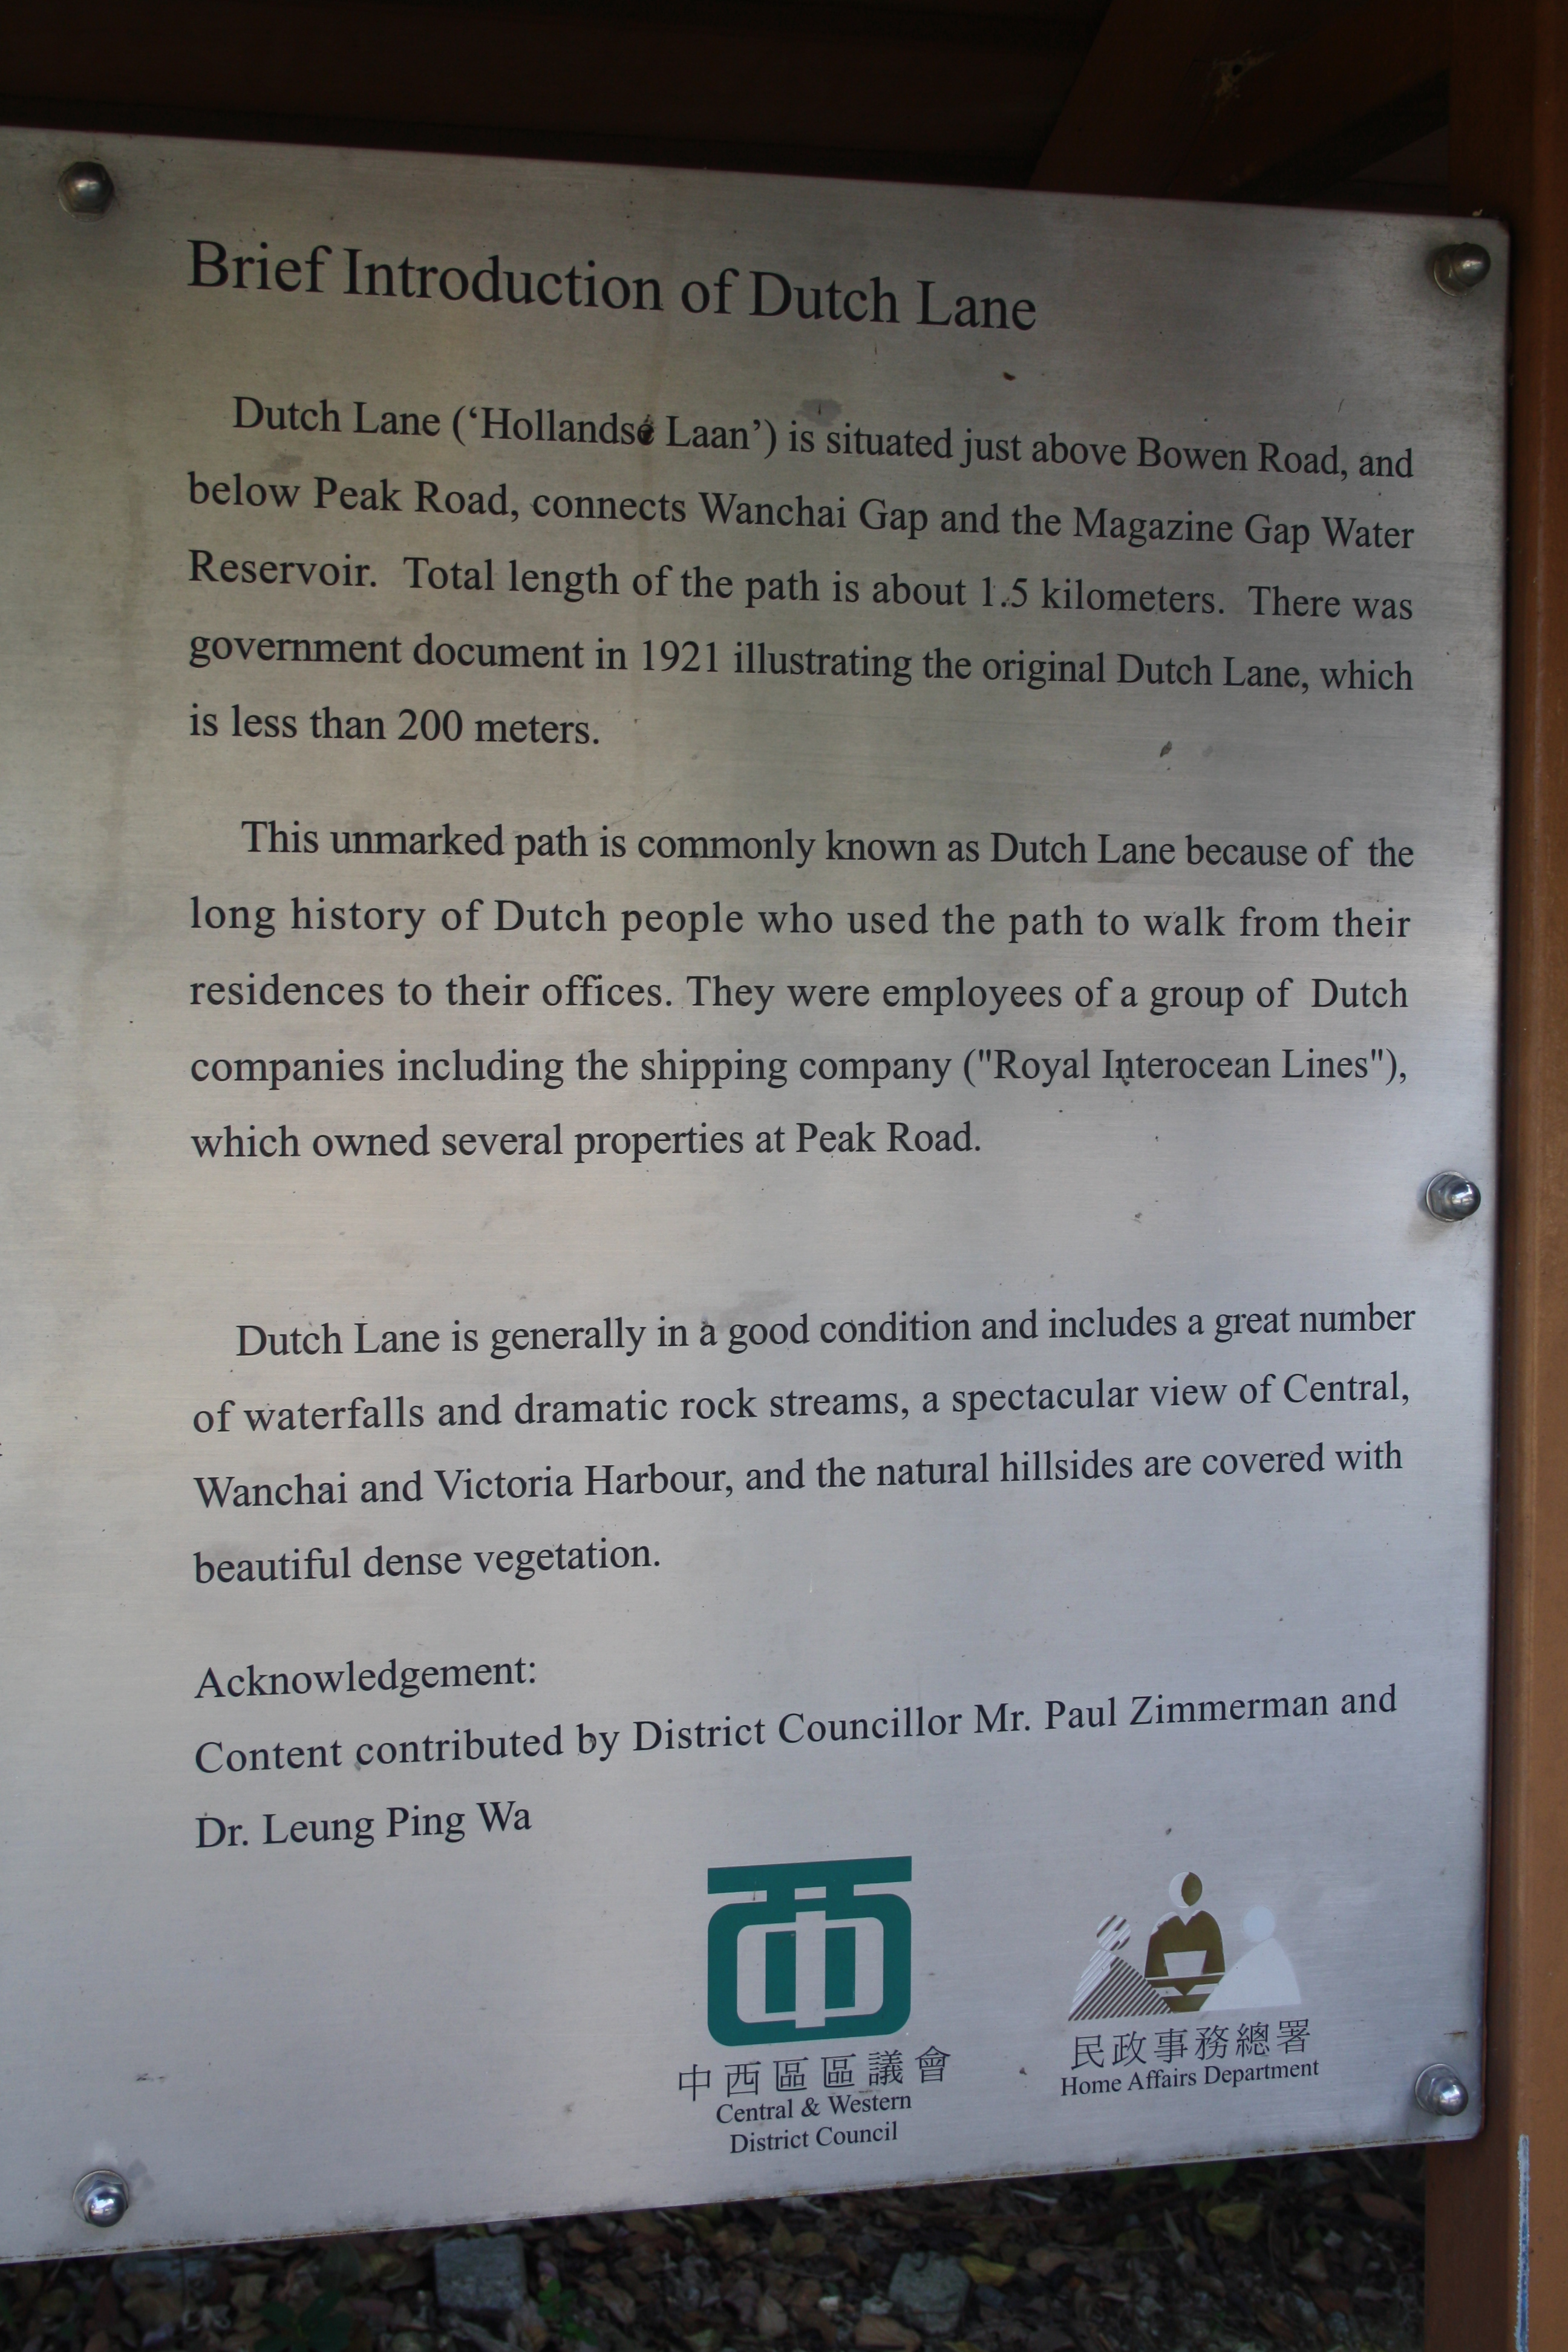 Brief Introduction of Dutch Lane
Dutch Lane (‘Hollandse Laan’) is situated just above Bowen Road, and
below Peak Road, connects Wanchai Gap and the Magazine Gap Water
Reservoir. Total length of the path is about 1.5 kilometers. There was
government document in 1921 illustrating the original Dutch Lane, which
is less than 200 meters.
This unmarked path is commonly known as Dutch Lane because of the
long history of Dutch people who used the path to walk from their
residences to their offices. They were employees of a group of Dutch
companies including the shipping company ("Royal Interocean Lines"),
which owned several properties at Peak Road.
Dutch Lane is generally in a good condition and includes a great number
of waterfalls and dramatic rock streams, a spectacular view of Central,
Wanchai and Victoria Harbour, and the natural hillsides are covered with
beautiful dense vegetation.
Acknowledgement:
Content contributed by District Councillor Mr. Paul Zimmerman and
Dr. Leung Ping Wa
中西區區議會
Central & Western
District Council
民政事務總署
Home Affairs Department